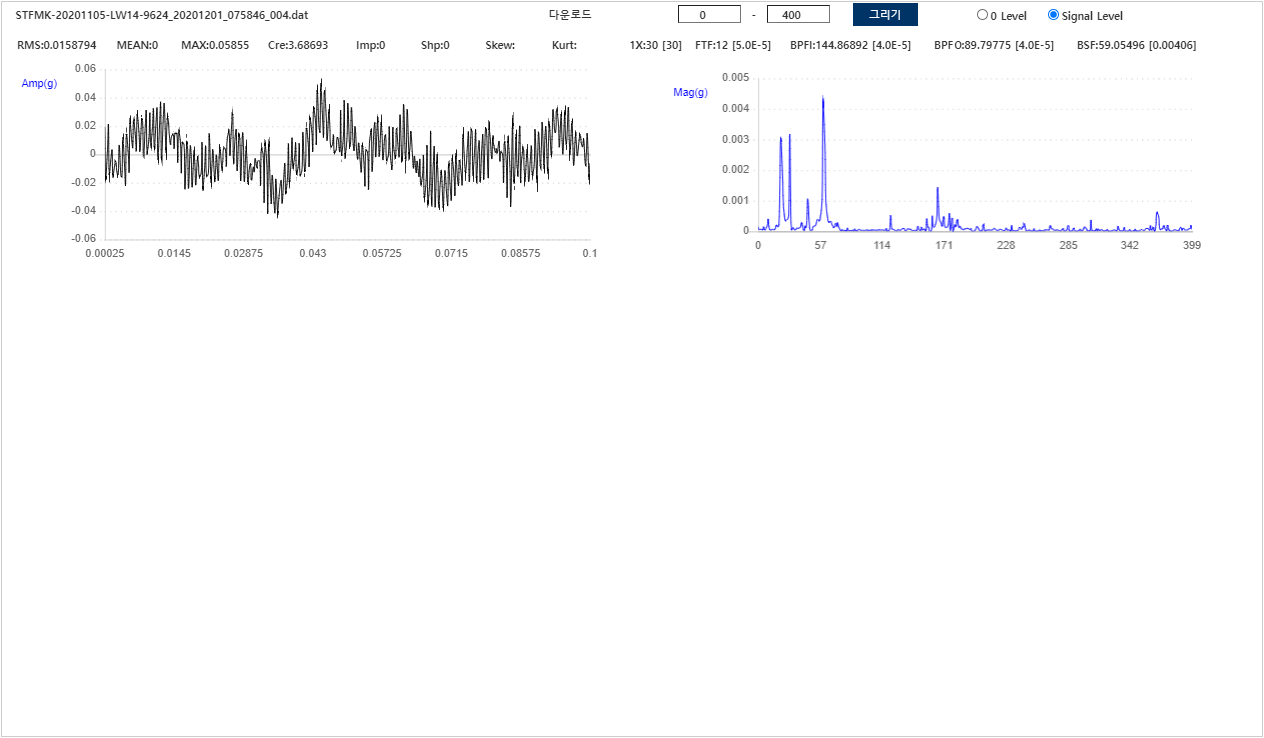 STFMK-20201105-LW14-9624_20201201_075846_004.dat 다운로드 0 - 400 그리기 0 Level Signal Level
RMS:0.0158794 MEAN:0 MAX:0.05855 Cre:3.68693 Imp:0 Shp:0 Skew: Kurt: 1X:30 [30] FTF:12 [5.0E-5] BPFI:144.86892 [4.0E-5] BPFO:89.79775 [4.0E-5] BSF:59.05496 [0.00406]
Amp(g)
0.06
0.04
0.02
0
-0.02
-0.04
-0.06
0.00025 0.0145 0.02875 0.043 0.05725 0.0715 0.08575 0.1
Mag(g)
0.005
0.004
0.003
0.002
0.001
0
0 57 114 171 228 285 342 399